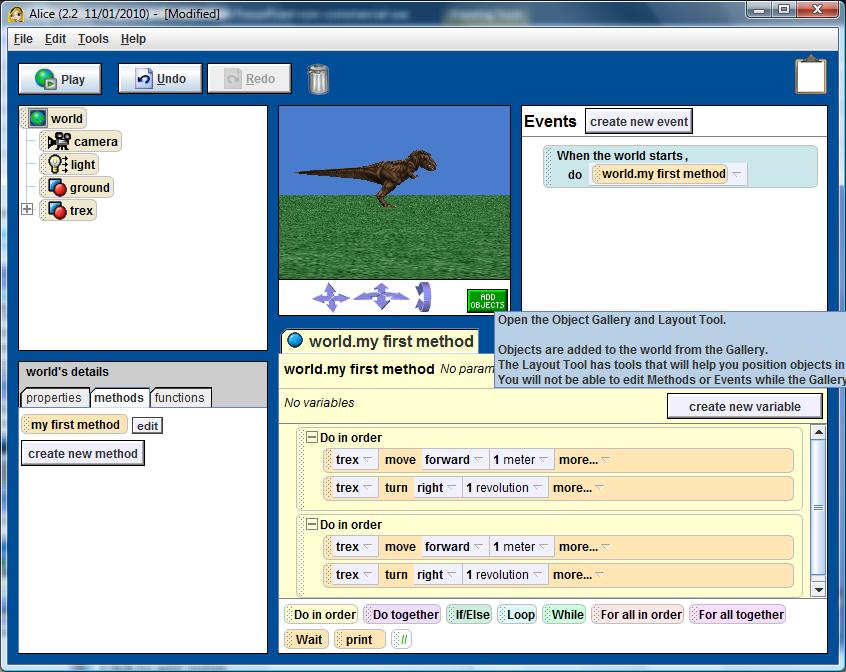 Alice (2.2 11/01/2010) - [Modified]
File Edit Tools Help
Play Undo Redo
world
camera
light
ground
trex
ADD
OBJECTS
Events create new event
When the world starts,
do world.my first method
Open the Object Gallery and Layout Tool.
Objects are added to the world from the Gallery.
The Layout Tool has tools that will help you position objects in
You will not be able to edit Methods or Events while the Gallery
world's details
properties methods functions
my first method edit
create new method
world.my first method
world.my first method No param
No variables create new variable
Do in order
trex move forward 1 meter more...
trex turn right 1 revolution more...
Do in order
trex move forward 1 meter more...
trex turn right 1 revolution more...
Do in order Do together If/Else Loop While For all in order For all together
Wait print //